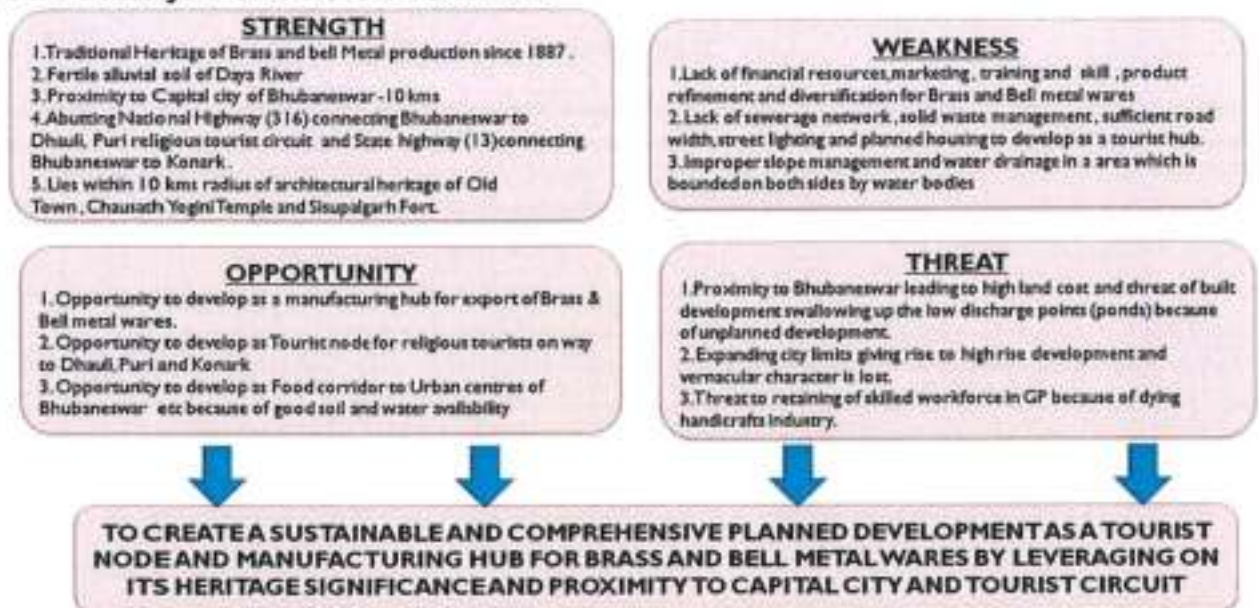 STRENGTH
1.Traditional Heritage of Brass and bell Metal production since 1887 .
2.Fertile alluvial soil of Daya River
3.Proximity to Capital city of Bhubaneswar -10 kms
4.Abutting National Highway (316) connecting Bhubaneswar to
Dhauli, Puri religious tourist circuit and State highway (13)connecting
Bhubaneswar to Konark .
5. Lies within 10 kms radius of architectural heritage of Old
Town , Chausath Yogini Temple and Sisupalgarh Fort.
WEAKNESS
1.Lack of financial resources,marketing , training and skill , product
refinement and diversification for Brass and Bell metal wares
2. Lack of sewerage network , solid waste management , sufficient road
width, street lighting and planned housing to develop as a tourist hub.
3.Improper slope management and water drainage in a area which is
bounded on both sides by water bodies
OPPORTUNITY
1. Opportunity to develop as a manufacturing hub for export of Brass &
Bell metal wares.
2. Opportunity to develop as Tourist node for religious tourists on way
to Dhauli, Puri and Konark
3. Opportunity to develop as Food corridor to Urban centres of
Bhubaneswar etc because of good soil and water availability
THREAT
1.Proximity to Bhubaneswar leading to high land cost and threat of built
development swallowing up the low discharge points (ponds) because
of unplanned development.
2. Expanding city limits giving rise to high rise development and
vernacular character is lost.
3.Threat to retaining of skilled workforce in GP because of dying
handicrafts industry.
TO CREATE A SUSTAINABLE AND COMPREHENSIVE PLANNED DEVELOPMENT AS A TOURIST
NODE AND MANUFACTURING HUB FOR BRASS AND BELL METAL WARES BY LEVERAGING ON
ITS HERITAGE SIGNIFICANCE AND PROXIMITY TO CAPITAL CITY AND TOURIST CIRCUIT